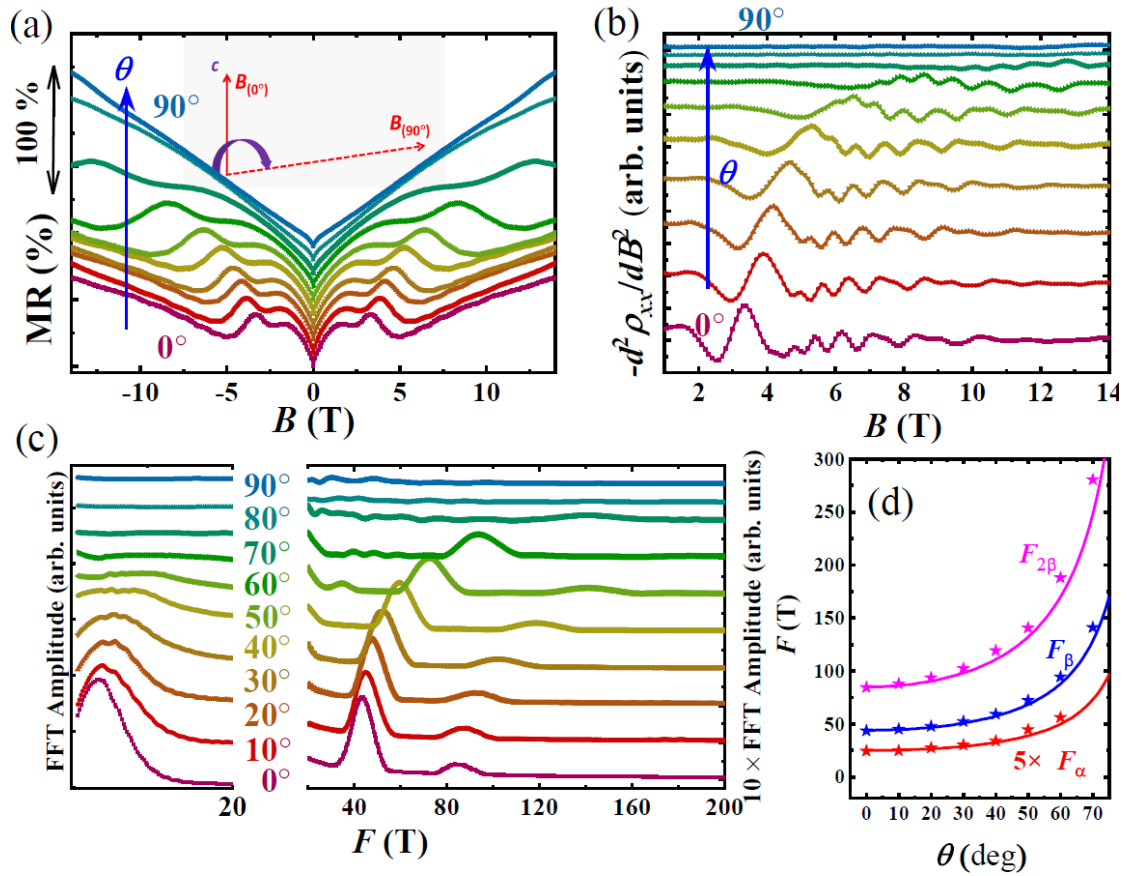 (a)
100 %
θ
90°
c
B(0°)
B(90°)
MR (%)
0°
-10
-5
0
5
10
B (T)
(b)
90°
-d²ρxx/dB² (arb. units)
θ
0°
2
4
6
8
10
12
14
B (T)
(c)
FFT Amplitude (arb. units)
90°
80°
70°
60°
50°
40°
30°
20°
10°
0°
20
40
80
120
160
200
F (T)
10 × FFT Amplitude (arb. units)
(d)
F (T)
300
250
200
150
100
50
0
F2β
Fβ
5× Fα
0
10
20
30
40
50
60
70
θ (deg)